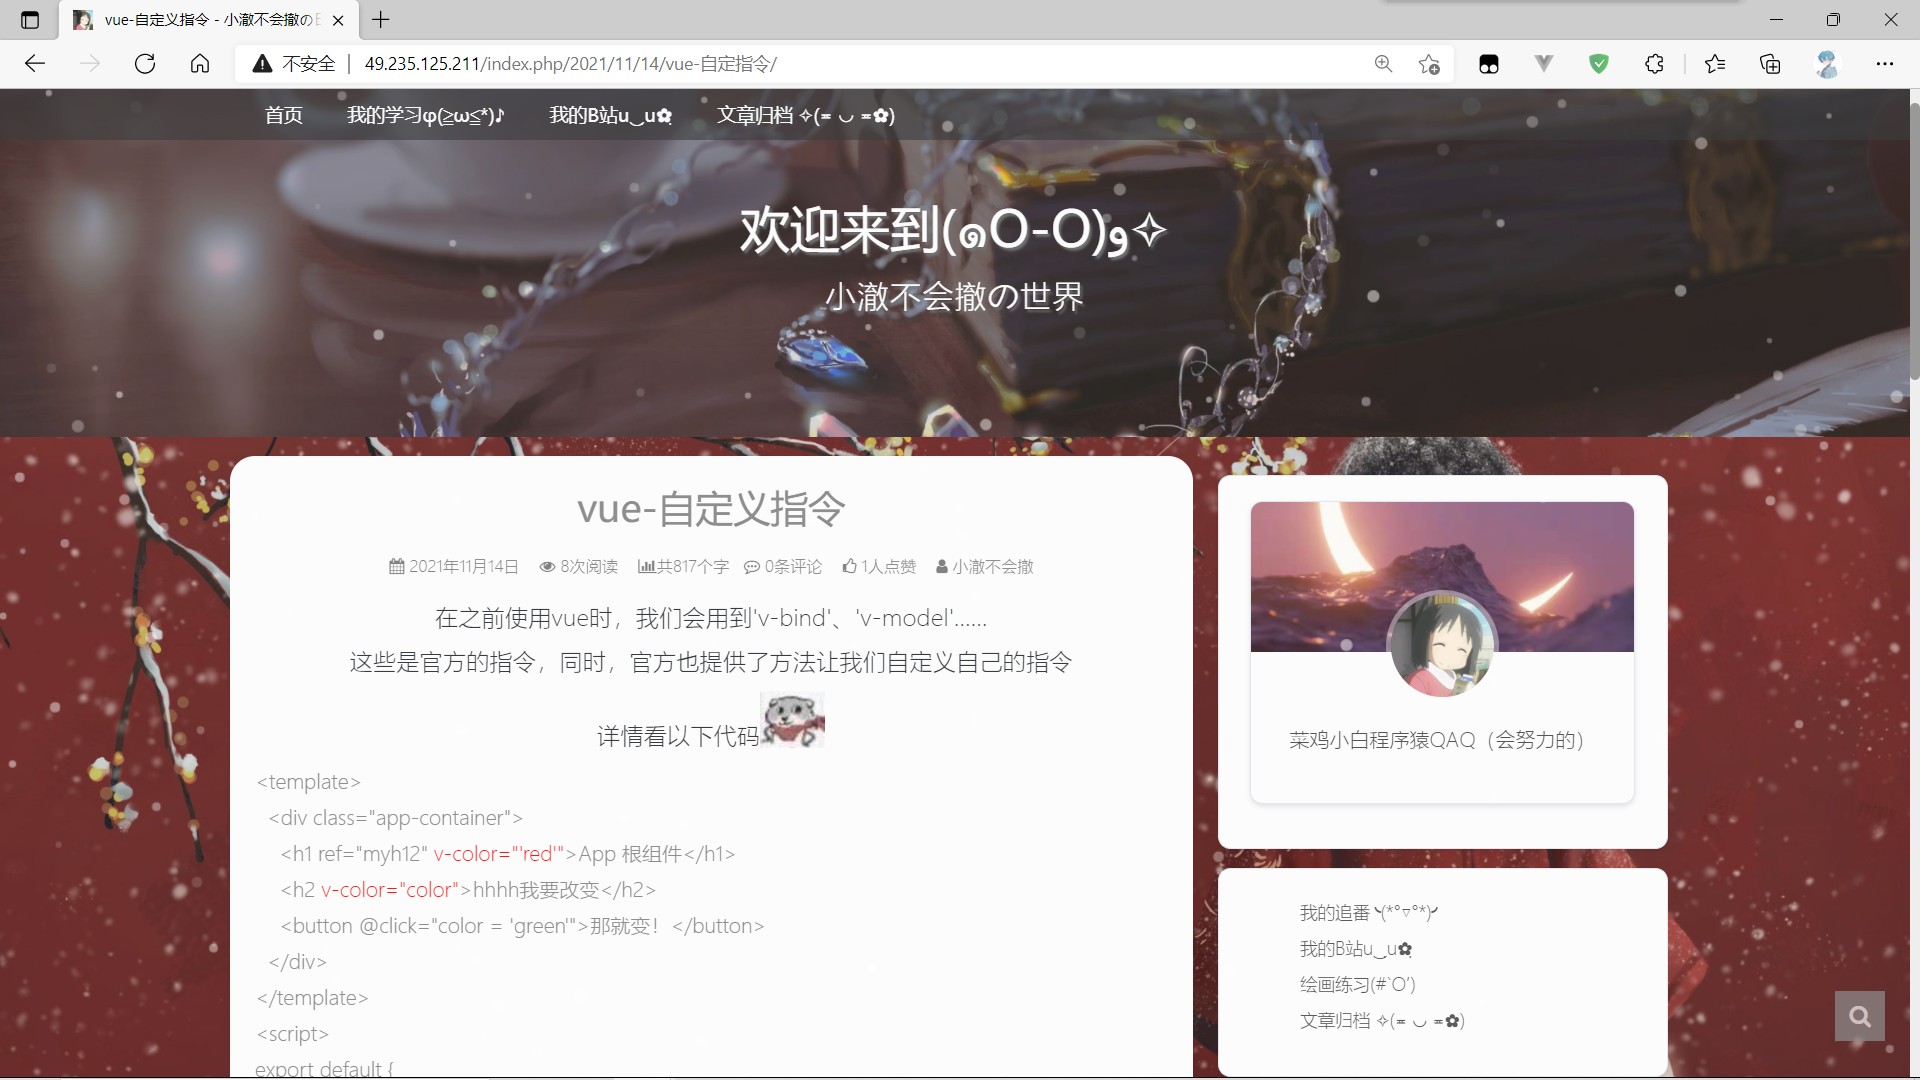 vue-自定义指令 - 小澈不会撤の
不安全 | 49.235.125.211/index.php/2021/11/14/vue-自定指令/
首页 我的学习φ(≧ω≦*)♪ 我的B站u‿ฺu✿ฺ 文章归档 ✧(≖ ◡ ≖✿)
欢迎来到(๑O-O)و✧
小澈不会撤の世界
vue-自定义指令
2021年11月14日 8次阅读 共817个字 0条评论 1人点赞 小澈不会撤
在之前使用vue时，我们会用到'v-bind'、'v-model'......
这些是官方的指令，同时，官方也提供了方法让我们自定义自己的指令
详情看以下代码
<template>
<div class="app-container">
<h1 ref="myh12" v-color="'red'">App 根组件</h1>
<h2 v-color="color">hhhh我要改变</h2>
<button @click="color = 'green'">那就变！</button>
</div>
</template>
<script>
export default {
菜鸡小白程序猿QAQ（会努力的）
我的追番╰(*°▽°*)╯
我的B站u‿ฺu✿ฺ
绘画练习(#`O′)
文章归档 ✧(≖ ◡ ≖✿)